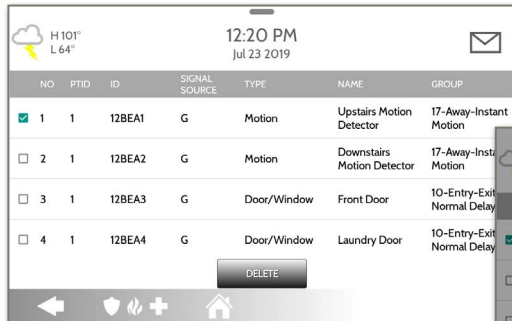 H 101°
L 64°
12:20 PM
Jul 23 2019
NO PTID ID SIGNAL SOURCE TYPE NAME GROUP
1 1 12BEA1 G Motion Upstairs Motion Detector 17-Away-Instant Motion
2 1 12BEA2 G Motion Downstairs Motion Detector 17-Away-Insta Motion
3 1 12BEA3 G Door/Window Front Door 10-Entry-Exit Normal Delay
4 1 12BEA4 G Door/Window Laundry Door 10-Entry-Exit Normal Delay
DELETE